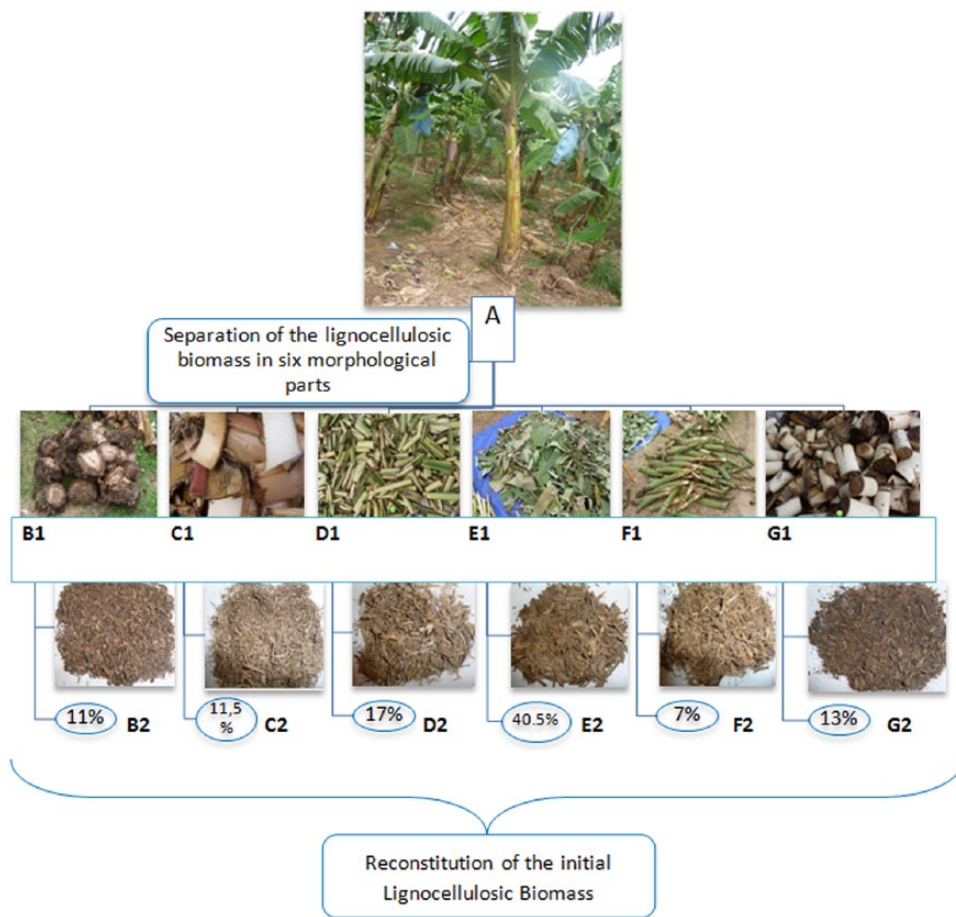 A
Separation of the lignocellulosic
biomass in six morphological
parts
B1 C1 D1 E1 F1 G1
11% B2 11,5 % C2 17% D2 40.5% E2 7% F2 13% G2
Reconstitution of the initial
Lignocellulosic Biomass